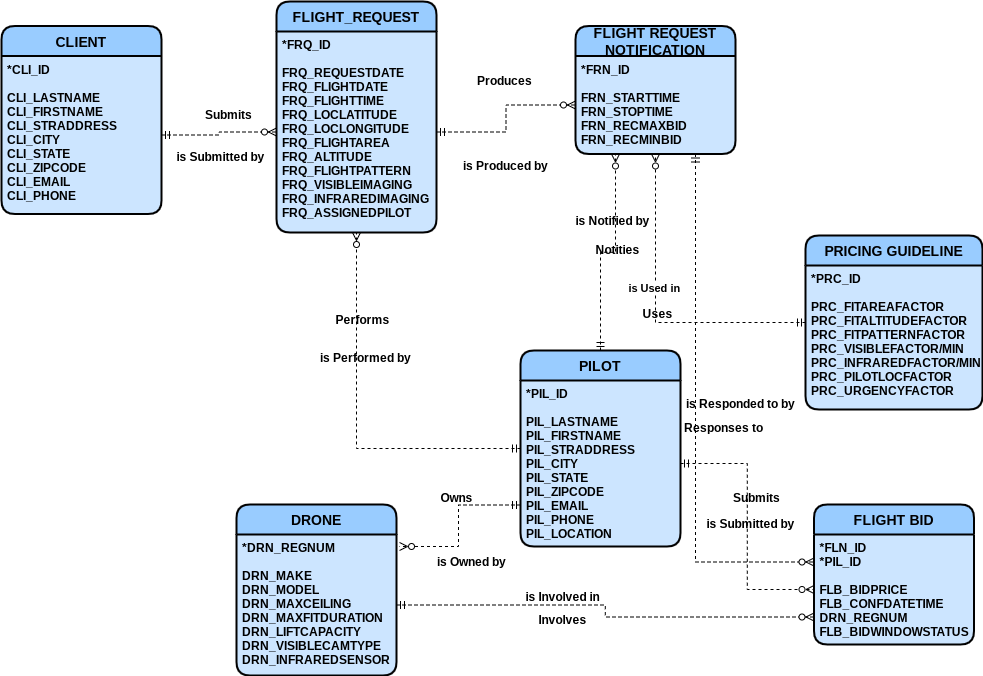 CLIENT
*CLI_ID
CLI_LASTNAME
CLI_FIRSTNAME
CLI_STRADDRESS
CLI_CITY
CLI_STATE
CLI_ZIPCODE
CLI_EMAIL
CLI_PHONE
Submits
is Submitted by
FLIGHT_REQUEST
*FRQ_ID
FRQ_REQUESTDATE
FRQ_FLIGHTDATE
FRQ_FLIGHTTIME
FRQ_LOCLATITUDE
FRQ_LOCLONGITUDE
FRQ_FLIGHTAREA
FRQ_ALTITUDE
FRQ_FLIGHTPATTERN
FRQ_VISIBLEIMAGING
FRQ_INFRAREDIMAGING
FRQ_ASSIGNEDPILOT
Produces
is Produced by
FLIGHT REQUEST
NOTIFICATION
*FRN_ID
FRN_STARTTIME
FRN_STOPTIME
FRN_RECMAXBID
FRN_RECMINBID
is Notified by
Notities
is Used in
Uses
PRICING GUIDELINE
*PRC_ID
PRC_FITAREAFACTOR
PRC_FITALTITUDEFACTOR
PRC_FITPATTERNFACTOR
PRC_VISIBLEFACTOR/MIN
PRC_INFRAREDFACTOR/MIN
PRC_PILOTLOCFACTOR
PRC_URGENCYFACTOR
Performs
is Performed by
PILOT
*PIL_ID
PIL_LASTNAME
PIL_FIRSTNAME
PIL_STRADDRESS
PIL_CITY
PIL_STATE
PIL_ZIPCODE
PIL_EMAIL
PIL_PHONE
PIL_LOCATION
is Responded to by
Responses to
Submits
is Submitted by
Owns
is Owned by
DRONE
*DRN_REGNUM
DRN_MAKE
DRN_MODEL
DRN_MAXCEILING
DRN_MAXFITDURATION
DRN_LIFTCAPACITY
DRN_VISIBLECAMTYPE
DRN_INFRAREDSENSOR
is Involved in
Involves
FLIGHT BID
*FLN_ID
*PIL_ID
FLB_BIDPRICE
FLB_CONFDATETIME
DRN_REGNUM
FLB_BIDWINDOWSTATUS